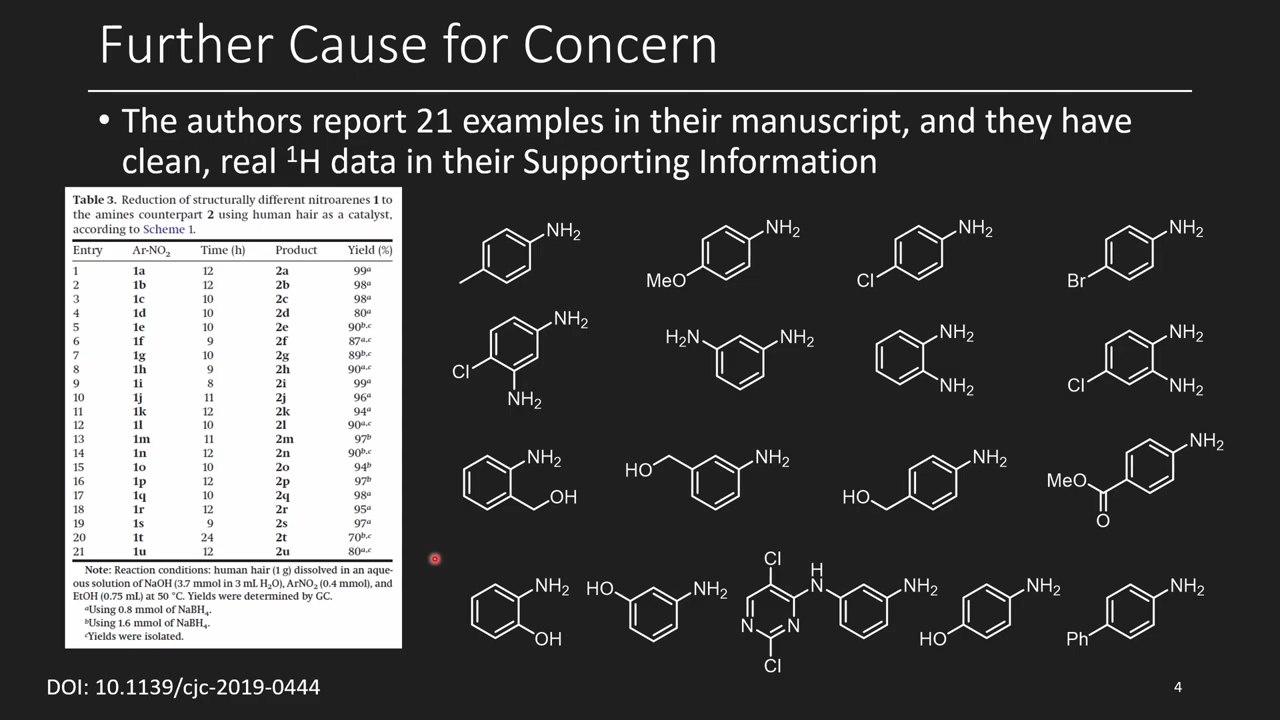 Further Cause for Concern
• The authors report 21 examples in their manuscript, and they have
clean, real ¹H data in their Supporting Information
Table 3. Reduction of structurally different nitroarenes 1 to
the amines counterpart 2 using human hair as a catalyst,
according to Scheme 1.
Entry Ar-NO₂ Time (h) Product Yield (%)
1 1a 12 2a 99ᵃ
2 1b 12 2b 98ᵃ
3 1c 10 2c 98ᵃ
4 1d 10 2d 80ᵃ
5 1e 10 2e 90ᵇ,ᶜ
6 1f 9 2f 87ᵃ,ᶜ
7 1g 10 2g 89ᵇ,ᶜ
8 1h 9 2h 90ᵃ,ᶜ
9 1i 8 2i 99ᵃ
10 1j 11 2j 96ᵃ
11 1k 12 2k 94ᵃ
12 1l 10 2l 90ᵃ,ᶜ
13 1m 11 2m 97ᵇ
14 1n 12 2n 90ᵇ,ᶜ
15 1o 10 2o 94ᵇ
16 1p 12 2p 97ᵇ
17 1q 10 2q 98ᵃ
18 1r 12 2r 95ᵃ
19 1s 9 2s 97ᵃ
20 1t 24 2t 70ᵇ,ᶜ
21 1u 12 2u 80ᵃ,ᶜ
Note: Reaction conditions: human hair (1 g) dissolved in an aque-
ous solution of NaOH (3.7 mmol in 3 mL H₂O), ArNO₂ (0.4 mmol), and
EtOH (0.75 mL) at 50 °C. Yields were determined by GC.
ᵃUsing 0.8 mmol of NaBH₄.
ᵇUsing 1.6 mmol of NaBH₄.
ᶜYields were isolated.
NH₂ NH₂ NH₂ NH₂
MeO Cl Br
NH₂ H₂N NH₂ NH₂ NH₂
Cl NH₂ NH₂ Cl NH₂
NH₂ HO NH₂ NH₂ NH₂
OH HO MeO O
Cl
H
NH₂ HO NH₂ N NH₂ NH₂ NH₂
OH N N HO Ph
Cl
DOI: 10.1139/cjc-2019-0444
4